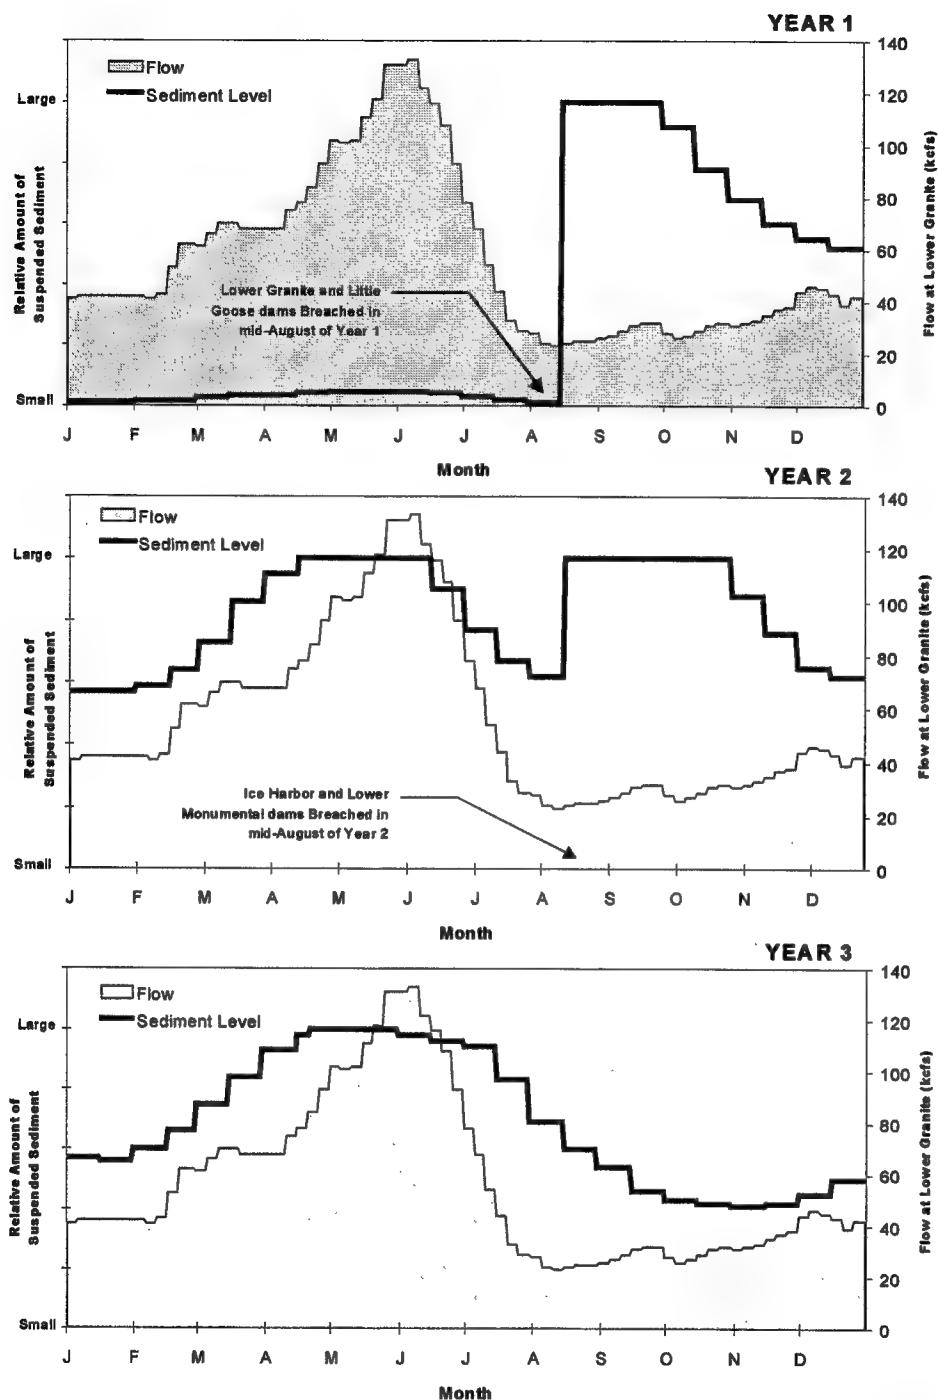 YEAR 1
Flow
Sediment Level
Large
Small
Relative Amount of
Suspended Sediment
Lower Granite and Little
Goose dams Breached in
mid-August of Year 1
140
120
100
80
60
40
20
0
Flow at Lower Granite (kcfs)
J F M A M J J A S O N D
Month
YEAR 2
Flow
Sediment Level
Large
Small
Relative Amount of
Suspended Sediment
Ice Harbor and Lower
Monumental dams Breached in
mid-August of Year 2
140
120
100
80
60
40
20
0
Flow at Lower Granite (kcfs)
J F M A M J J A S O N D
Month
YEAR 3
Flow
Sediment Level
Large
Small
Relative Amount of
Suspended Sediment
140
120
100
80
60
40
20
0
Flow at Lower Granite (kcfs)
J F M A M J J A S O N D
Month